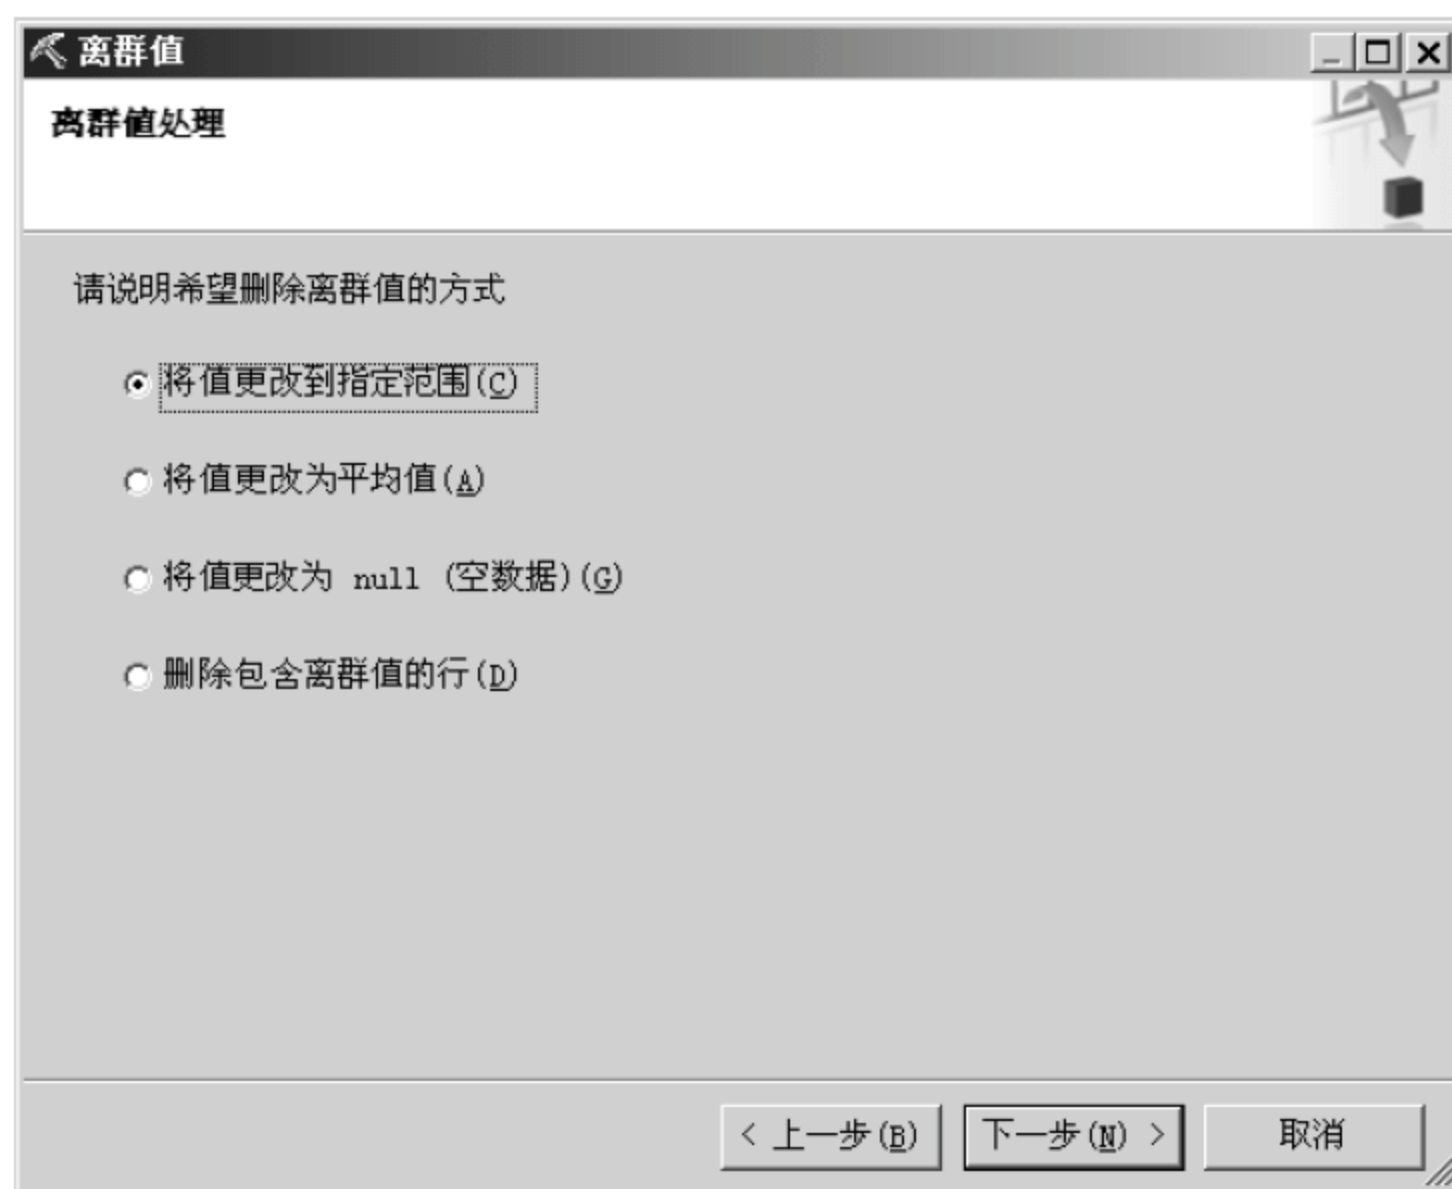 离群值
离群值处理
请说明希望删除离群值的方式
将值更改到指定范围(C)
将值更改为平均值(A)
将值更改为 null (空数据)(G)
删除包含离群值的行(D)
< 上一步(B) 下一步(N) > 取消